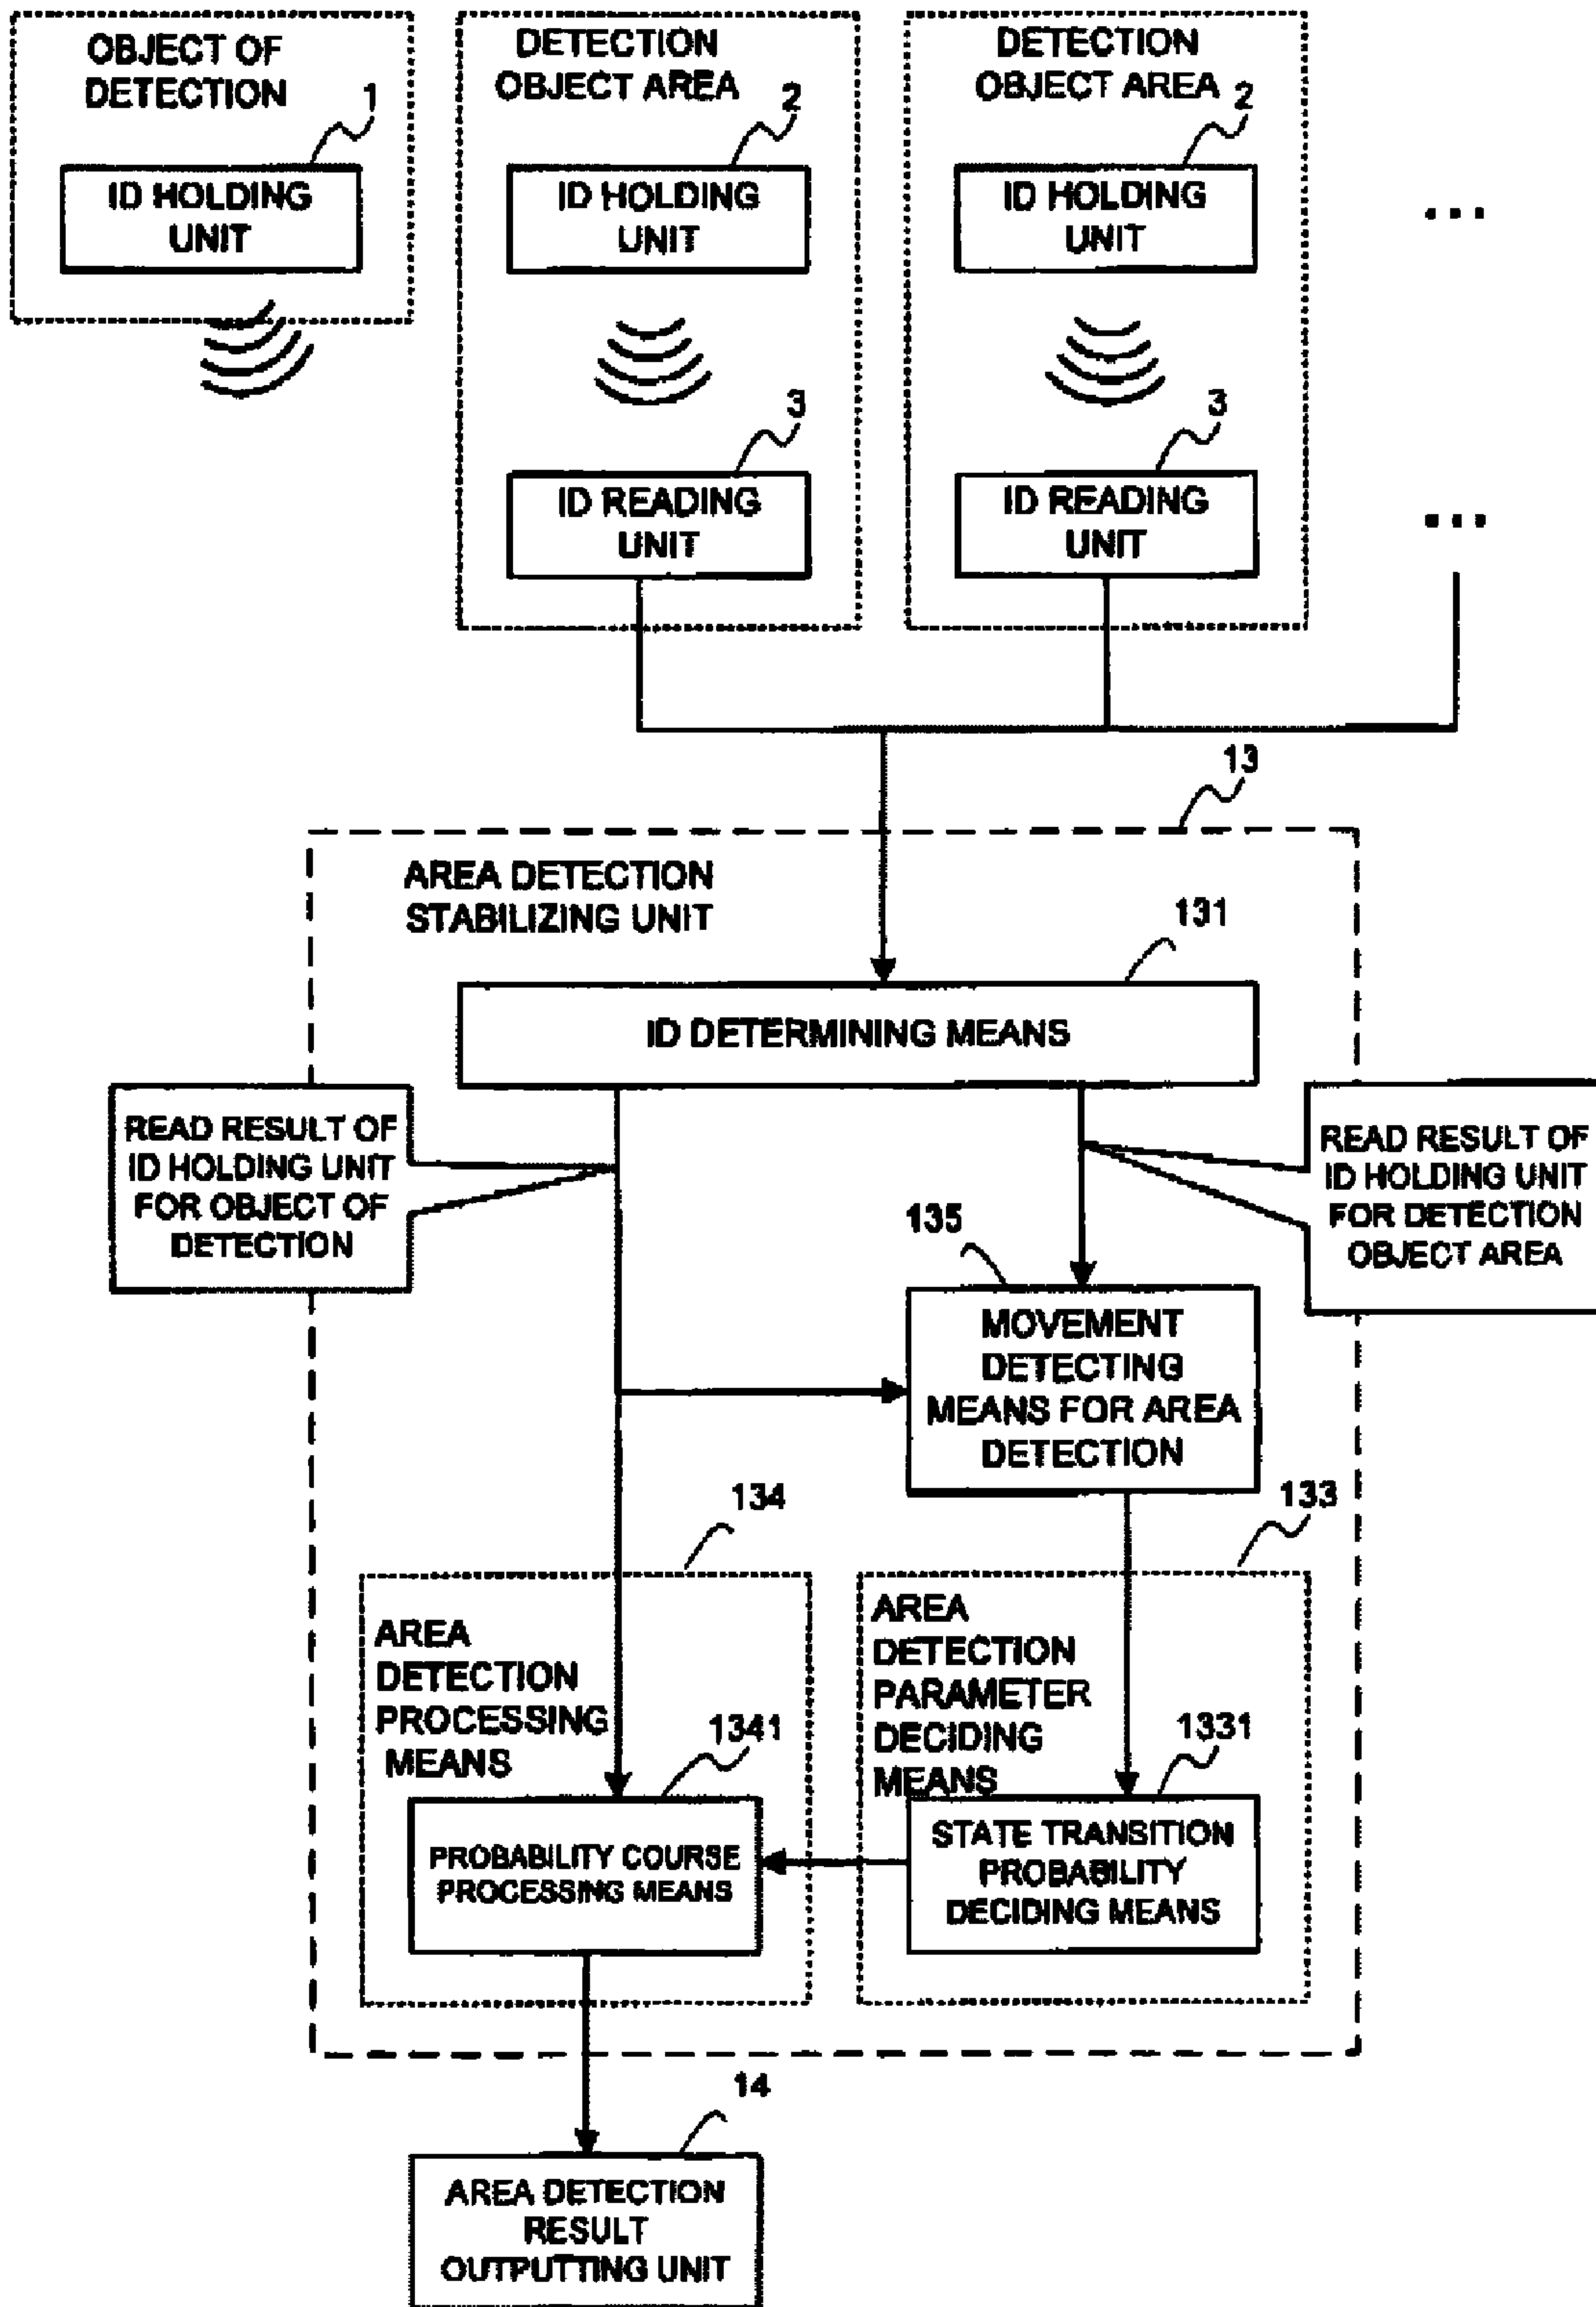 OBJECT OF
DETECTION
1
ID HOLDING
UNIT
DETECTION
OBJECT AREA
2
ID HOLDING
UNIT
3
ID READING
UNIT
DETECTION
OBJECT AREA
2
ID HOLDING
UNIT
3
ID READING
UNIT
...
...
13
AREA DETECTION
STABILIZING UNIT
131
ID DETERMINING MEANS
READ RESULT OF
ID HOLDING UNIT
FOR OBJECT OF
DETECTION
READ RESULT OF
ID HOLDING UNIT
FOR DETECTION
OBJECT AREA
135
MOVEMENT
DETECTING
MEANS FOR AREA
DETECTION
134
AREA
DETECTION
PROCESSING
MEANS
1341
PROBABILITY COURSE
PROCESSING MEANS
133
AREA
DETECTION
PARAMETER
DECIDING
MEANS
1331
STATE TRANSITION
PROBABILITY
DECIDING MEANS
14
AREA DETECTION
RESULT
OUTPUTTING UNIT